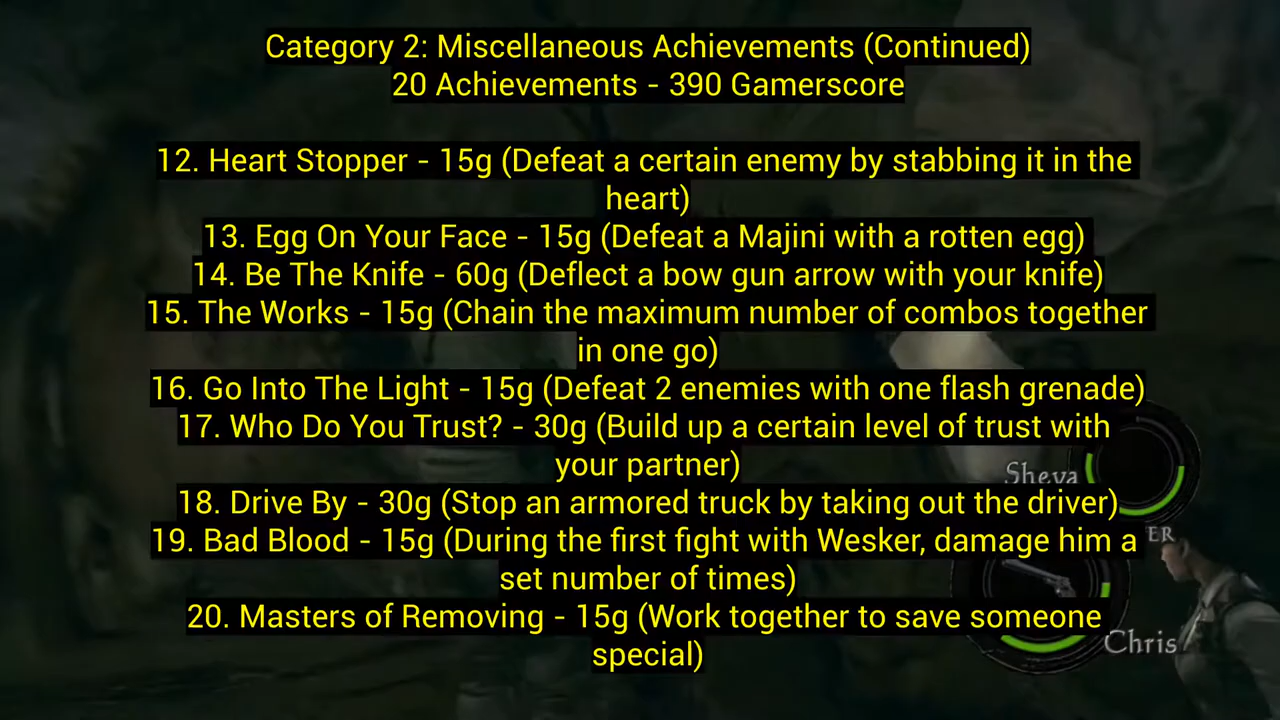 Category 2: Miscellaneous Achievements (Continued)
20 Achievements - 390 Gamerscore
12. Heart Stopper - 15g (Defeat a certain enemy by stabbing it in the
heart)
13. Egg On Your Face - 15g (Defeat a Majini with a rotten egg)
14. Be The Knife - 60g (Deflect a bow gun arrow with your knife)
15. The Works - 15g (Chain the maximum number of combos together
in one go)
16. Go Into The Light - 15g (Defeat 2 enemies with one flash grenade)
17. Who Do You Trust? - 30g (Build up a certain level of trust with
your partner)
Sheva
18. Drive By - 30g (Stop an armored truck by taking out the driver)
19. Bad Blood - 15g (During the first fight with Wesker, damage him a
set number of times)
ER
20. Masters of Removing - 15g (Work together to save someone
special)
Chris